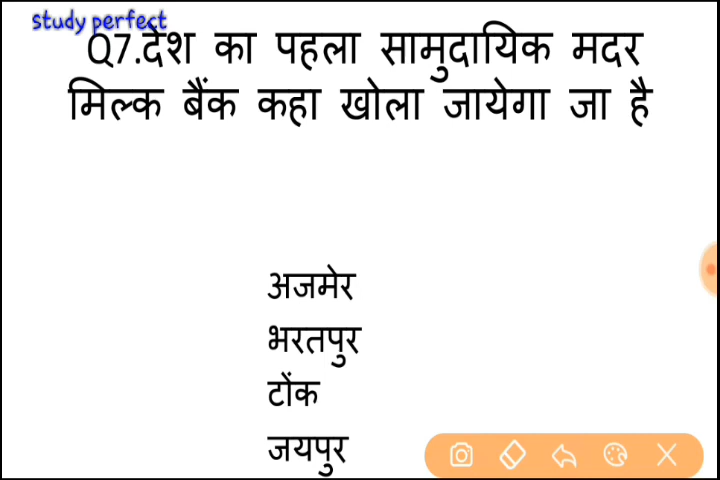 study perfect
Q7.देश का पहला सामुदायिक मदर
मिल्क बैंक कहा खोला जायेगा जा है
अजमेर
भरतपुर
टोंक
जयपुर